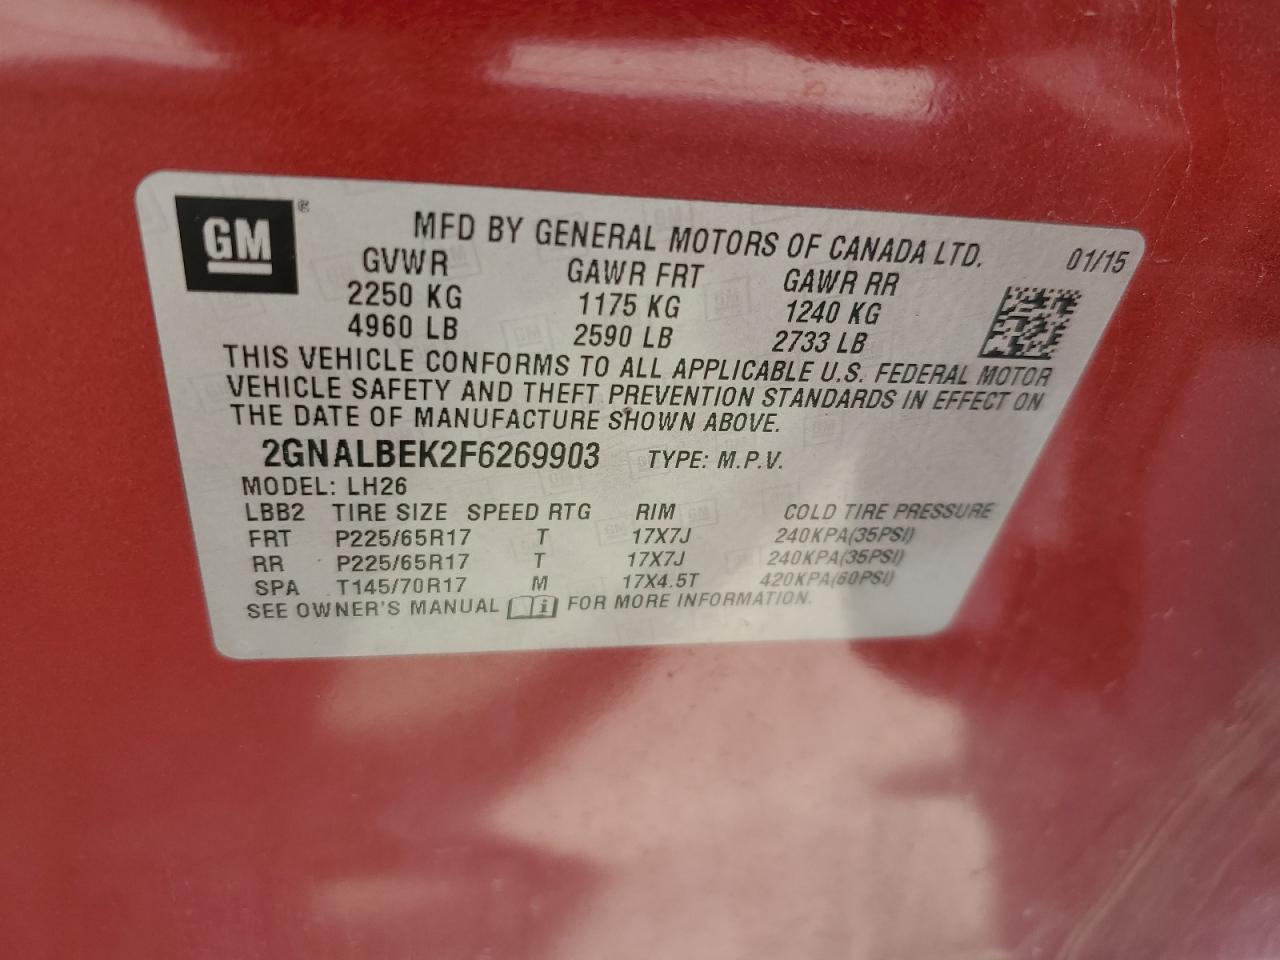 GM ®
MFD BY GENERAL MOTORS OF CANADA LTD. 01/15
GVWR GAWR FRT GAWR RR
2250 KG 1175 KG 1240 KG
4960 LB 2590 LB 2733 LB
THIS VEHICLE CONFORMS TO ALL APPLICABLE U.S. FEDERAL MOTOR
VEHICLE SAFETY AND THEFT PREVENTION STANDARDS IN EFFECT ON
THE DATE OF MANUFACTURE SHOWN ABOVE.
2GNALBEK2F6269903 TYPE: M.P.V.
MODEL: LH26
LBB2 TIRE SIZE SPEED RTG RIM COLD TIRE PRESSURE
FRT P225/65R17 T 17X7J 240KPA(35PSI)
RR P225/65R17 T 17X7J 240KPA(35PSI)
SPA T145/70R17 M 17X4.5T 420KPA(60PSI)
SEE OWNER'S MANUAL FOR MORE INFORMATION.